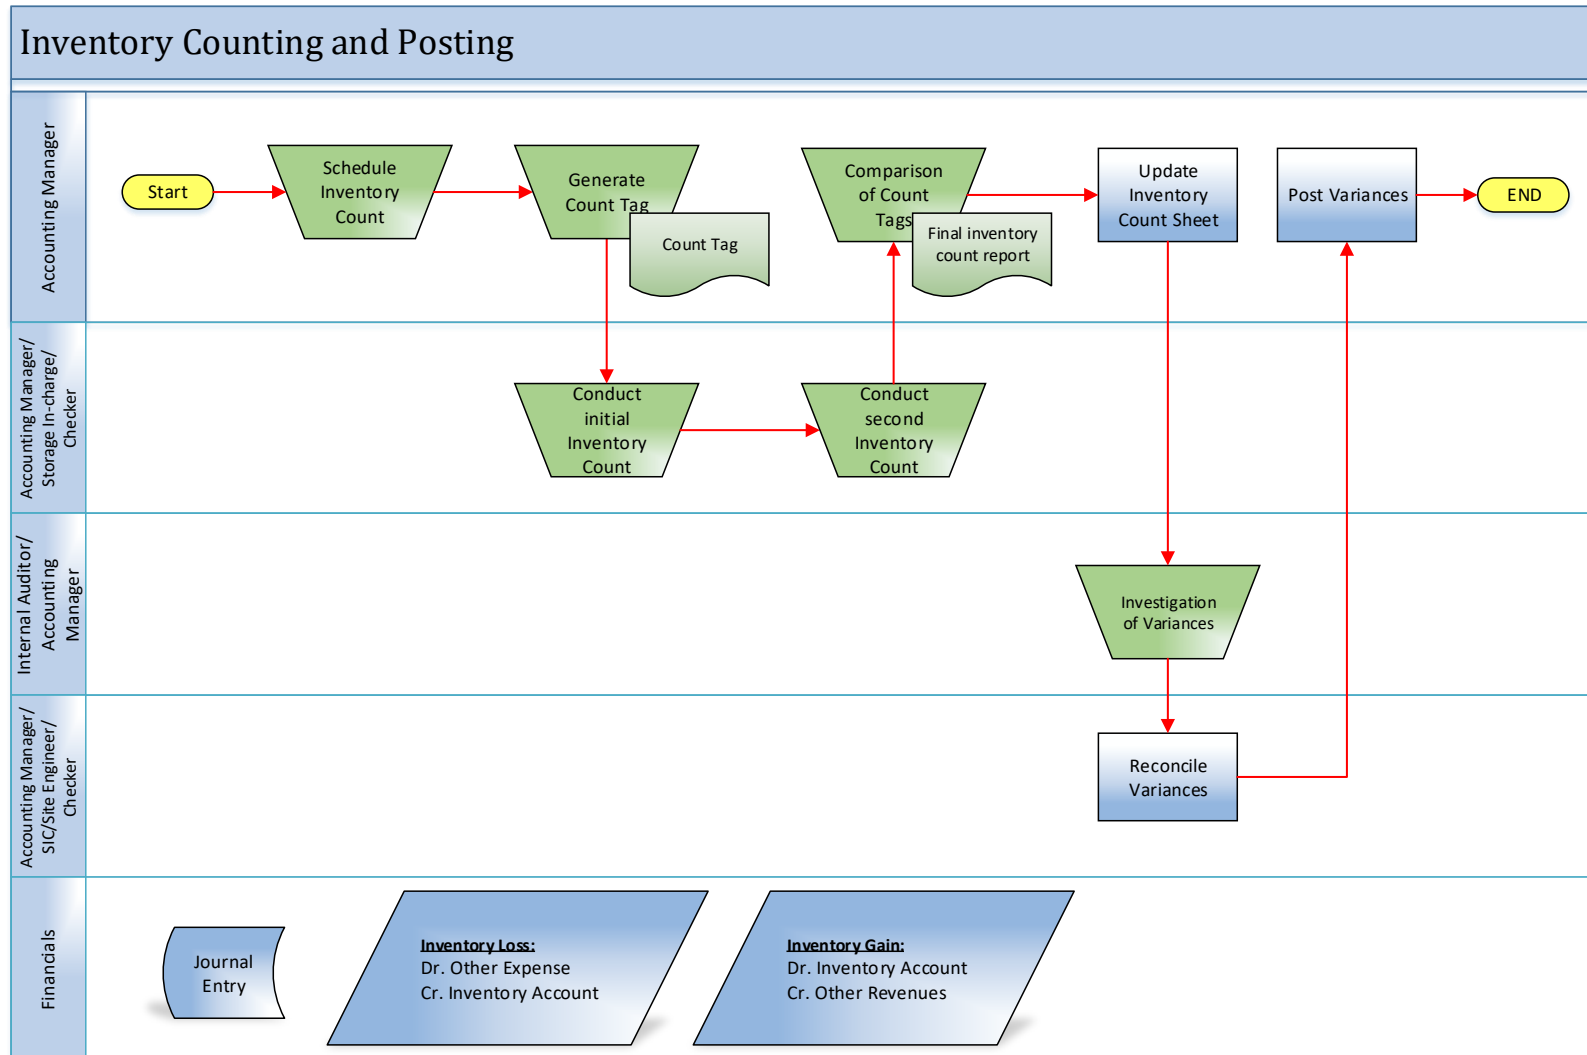 Inventory Counting and Posting
Accounting Manager
Start
Schedule
Inventory
Count
Generate
Count Tag
Count Tag
Comparison
of Count
Tags
Final inventory
count report
Update
Inventory
Count Sheet
Post Variances
END
Accounting Manager/
Storage In-charge/
Checker
Conduct
initial
Inventory
Count
Conduct
second
Inventory
Count
Internal Auditor/
Accounting
Manager
Investigation
of Variances
Accounting Manager/
SIC/Site Engineer/
Checker
Reconcile
Variances
Financials
Journal
Entry
Inventory Loss:
Dr. Other Expense
Cr. Inventory Account
Inventory Gain:
Dr. Inventory Account
Cr. Other Revenues